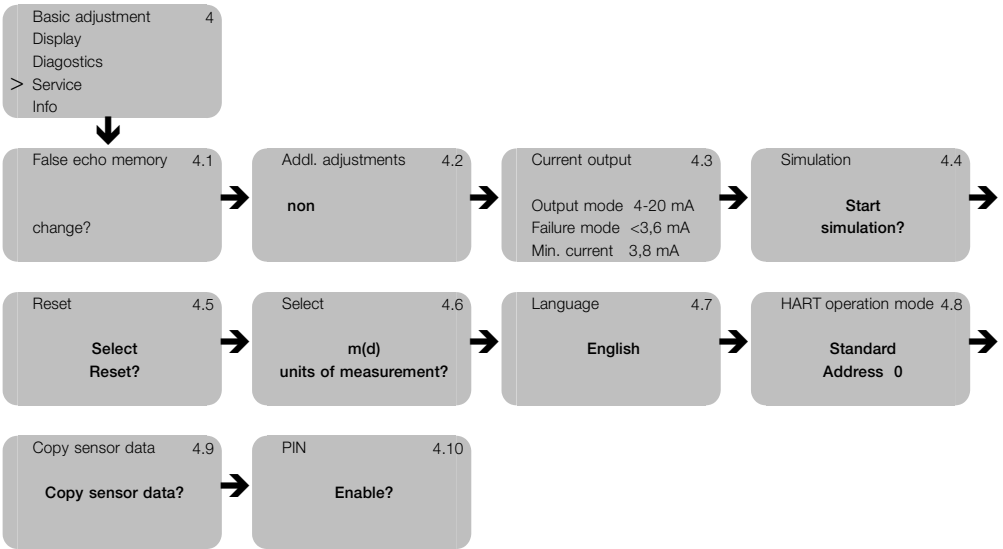 Basic adjustment 4
Display
Diagostics
> Service
Info
False echo memory 4.1
change?
Addl. adjustments 4.2
non
Current output 4.3
Output mode 4-20 mA
Failure mode <3,6 mA
Min. current 3,8 mA
Simulation 4.4
Start
simulation?
Reset 4.5
Select
Reset?
Select 4.6
m(d)
units of measurement?
Language 4.7
English
HART operation mode 4.8
Standard
Address 0
Copy sensor data 4.9
Copy sensor data?
PIN 4.10
Enable?